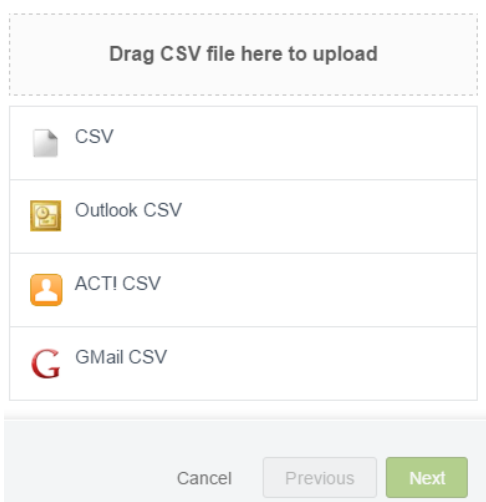 Drag CSV file here to upload
CSV
Outlook CSV
ACT! CSV
GMail CSV
Cancel Previous Next